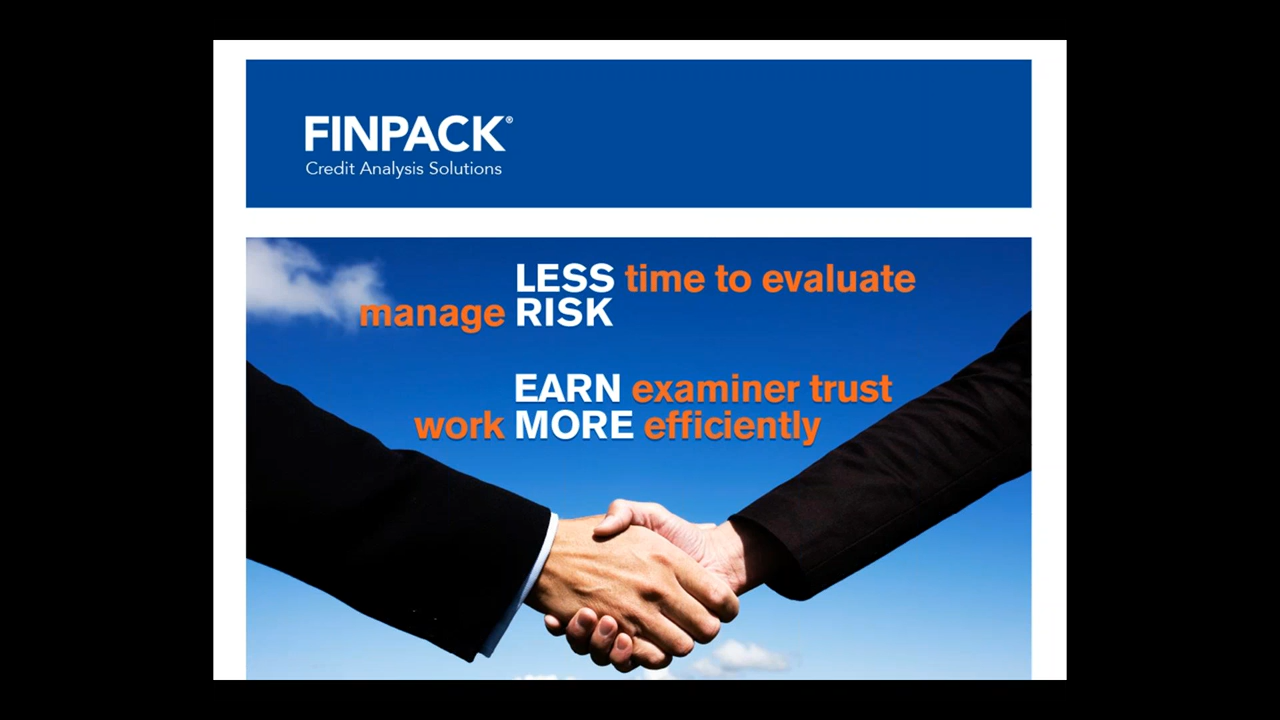 FINPACK®
Credit Analysis Solutions
LESS time to evaluate
manage RISK
EARN examiner trust
work MORE efficiently